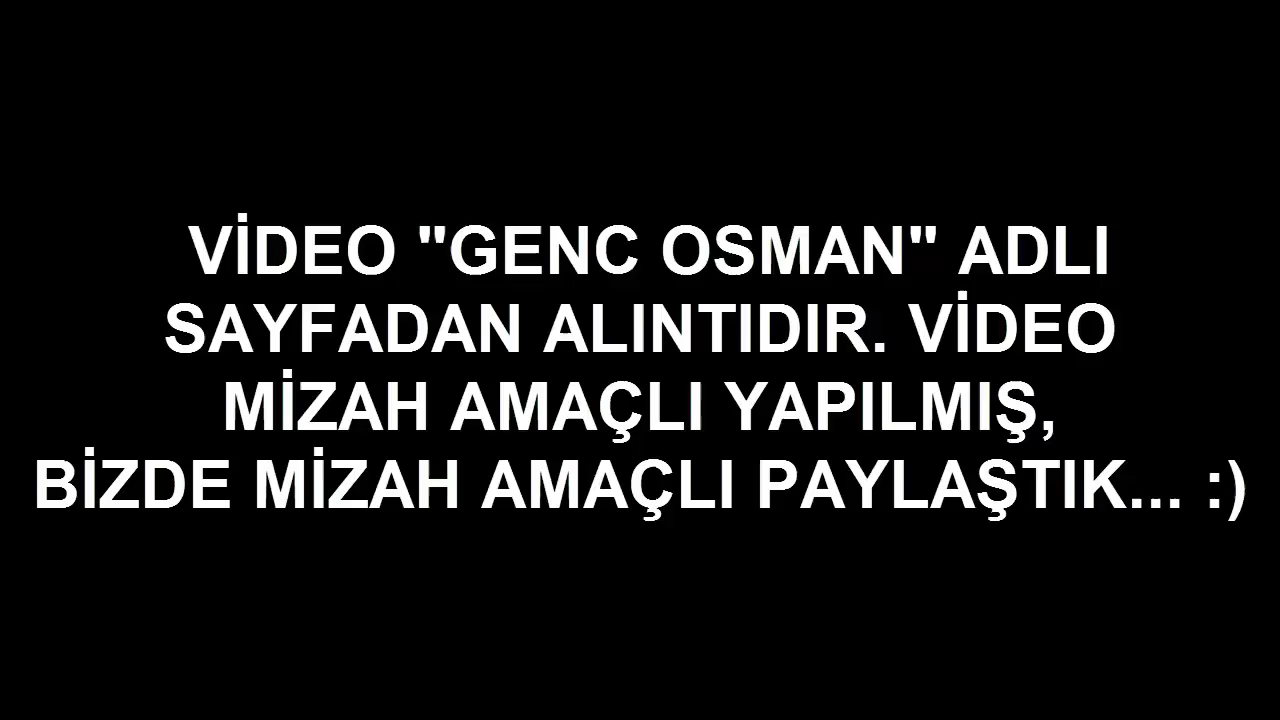 VİDEO "GENC OSMAN" ADLI
SAYFADAN ALINTIDIR. VİDEO
MİZAH AMAÇLI YAPILMIŞ,
BİZDE MİZAH AMAÇLI PAYLAŞTIK... :)